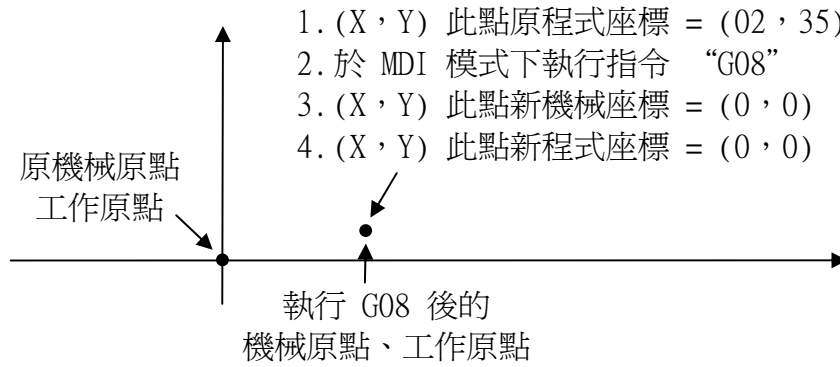 1.(X，Y) 此點原程式座標 = (02，35)
2.於 MDI 模式下執行指令 “G08”
3.(X，Y) 此點新機械座標 = (0，0)
4.(X，Y) 此點新程式座標 = (0，0)
原機械原點
工作原點
執行 G08 後的
機械原點、工作原點